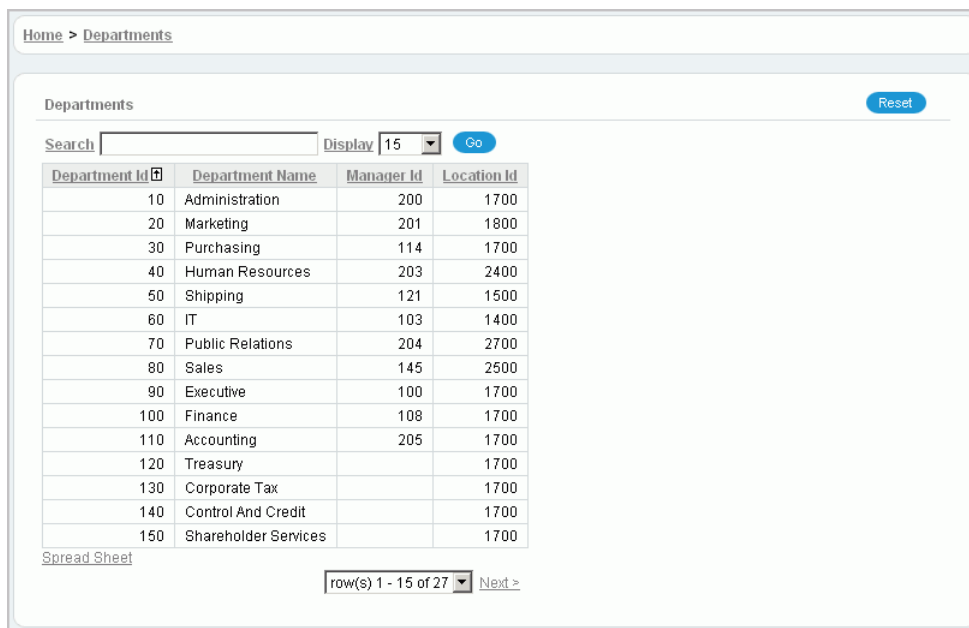 Home > Departments
Departments Reset
Search Display 15 Go
Department Id Department Name Manager Id Location Id
10 Administration 200 1700
20 Marketing 201 1800
30 Purchasing 114 1700
40 Human Resources 203 2400
50 Shipping 121 1500
60 IT 103 1400
70 Public Relations 204 2700
80 Sales 145 2500
90 Executive 100 1700
100 Finance 108 1700
110 Accounting 205 1700
120 Treasury 1700
130 Corporate Tax 1700
140 Control And Credit 1700
150 Shareholder Services 1700
Spread Sheet
row(s) 1 - 15 of 27 Next >